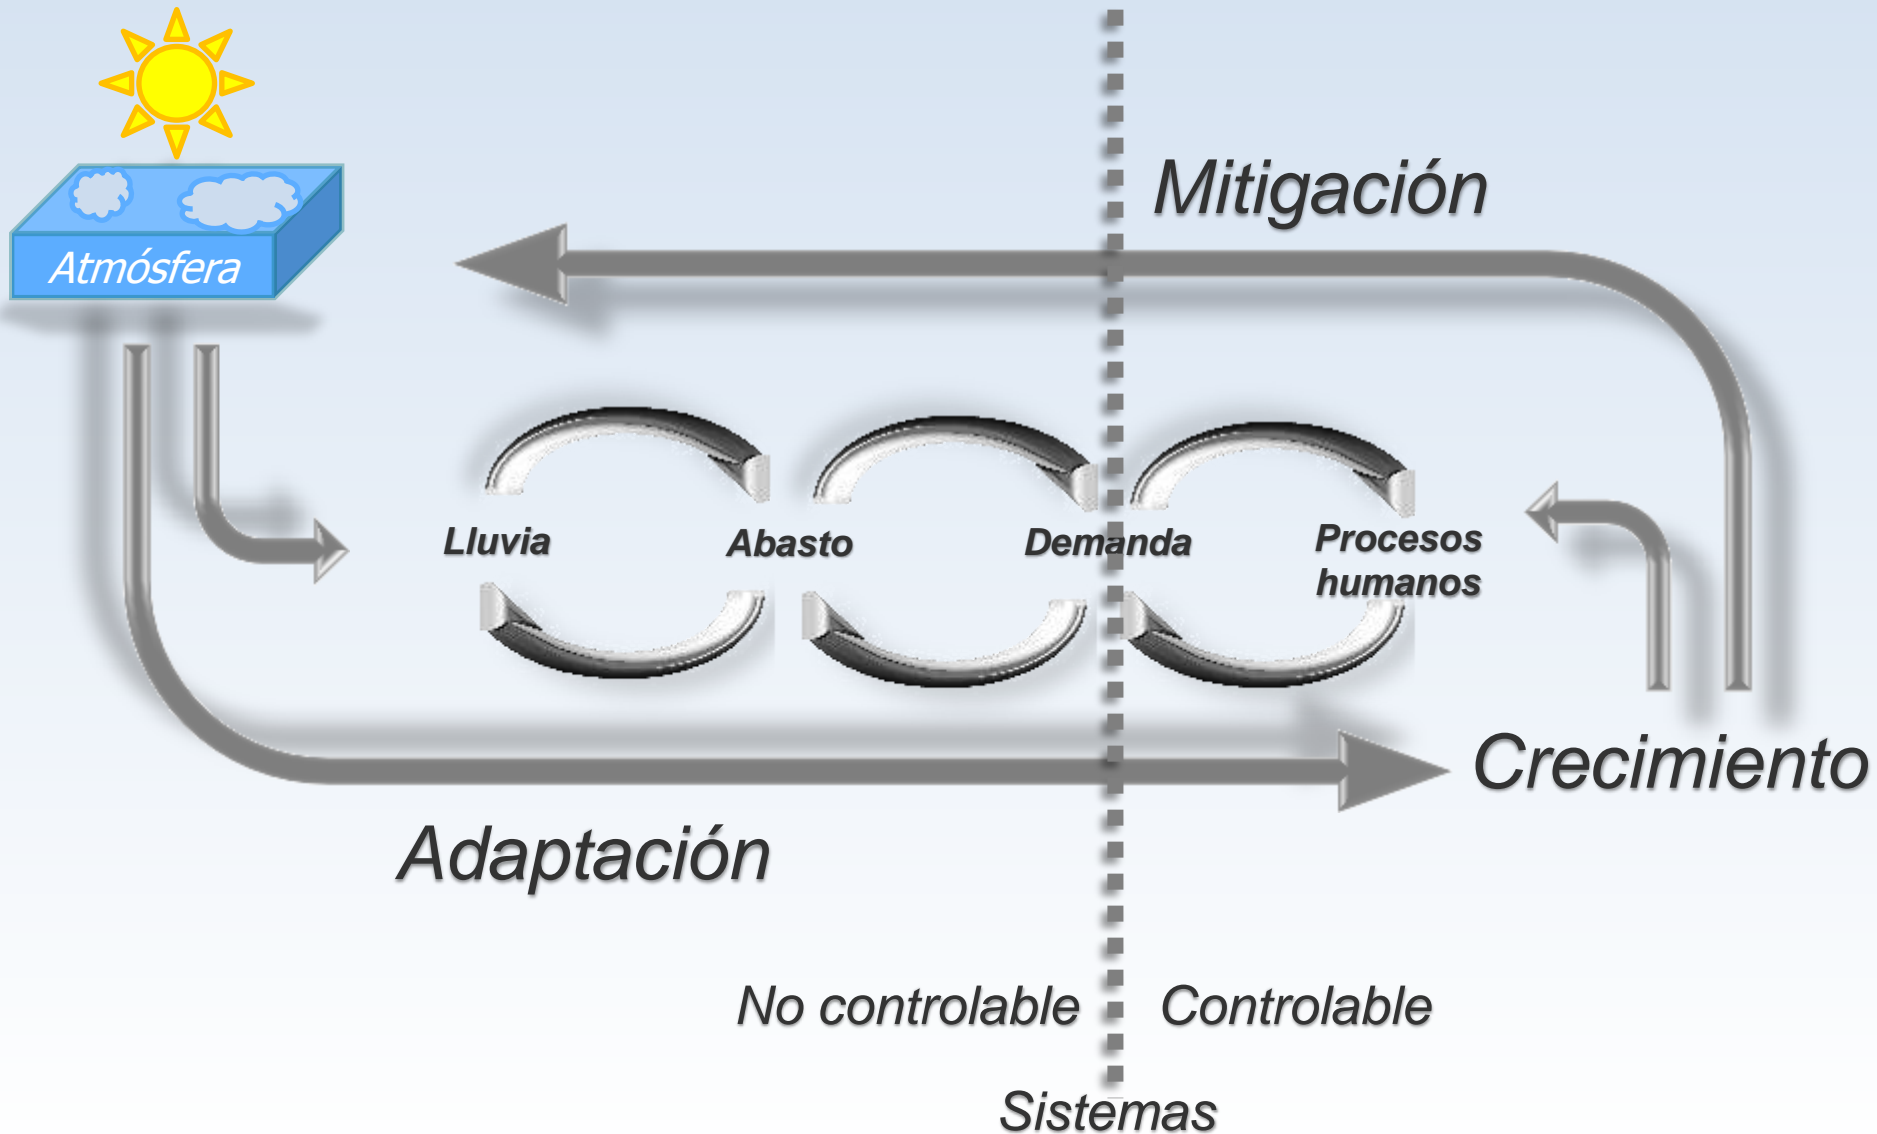 Mitigación
Atmósfera
Lluvia
Abasto
Demanda
Procesos
humanos
Crecimiento
Adaptación
No controlable
Controlable
Sistemas